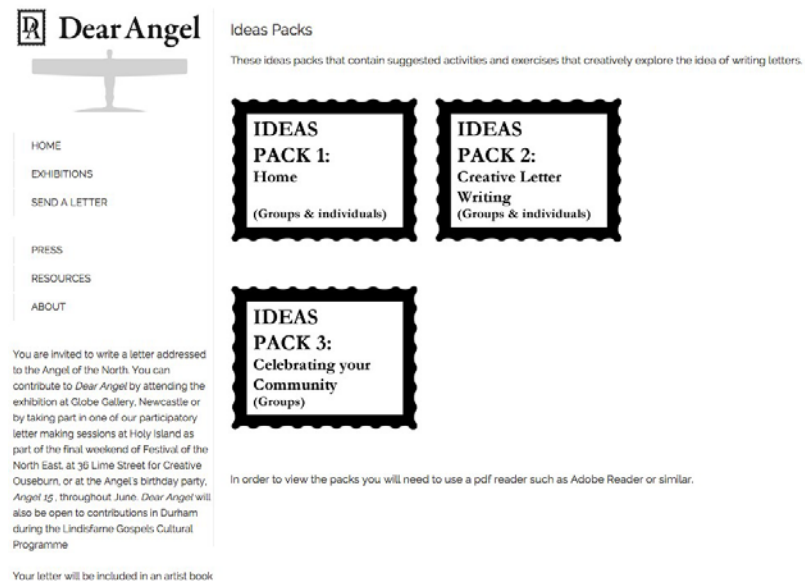 DA Dear Angel
HOME
EXHIBITIONS
SEND A LETTER
PRESS
RESOURCES
ABOUT
You are invited to write a letter addressed
to the Angel of the North. You can
contribute to Dear Angel by attending the
exhibition at Globe Gallery, Newcastle or
by taking part in one of our participatory
letter making sessions at Holy Island as
part of the final weekend of Festival of the
North East, at 36 Lime Street for Creative
Ouseburn, or at the Angel's birthday party,
Angel 15 , throughout June. Dear Angel will
also be open to contributions in Durham
during the Lindisfarne Gospels Cultural
Programme
Your letter will be included in an artist book
Ideas Packs
These ideas packs that contain suggested activities and exercises that creatively explore the idea of writing letters.
IDEAS
PACK 1:
Home
(Groups & individuals)
IDEAS
PACK 2:
Creative Letter
Writing
(Groups & individuals)
IDEAS
PACK 3:
Celebrating your
Community
(Groups)
In order to view the packs you will need to use a pdf reader such as Adobe Reader or similar.